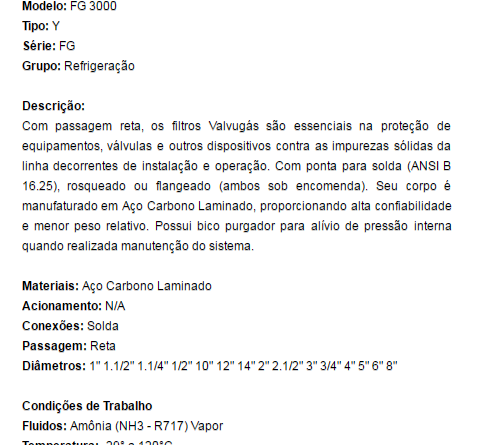 Modelo: FG 3000
Tipo: Y
Série: FG
Grupo: Refrigeração
Descrição:
Com passagem reta, os filtros Valvugás são essenciais na proteção de
equipamentos, válvulas e outros dispositivos contra as impurezas sólidas da
linha decorrentes de instalação e operação. Com ponta para solda (ANSI B
16.25), rosqueado ou flangeado (ambos sob encomenda). Seu corpo é
manufaturado em Aço Carbono Laminado, proporcionando alta confiabilidade
e menor peso relativo. Possui bico purgador para alívio de pressão interna
quando realizada manutenção do sistema.
Materiais: Aço Carbono Laminado
Acionamento: N/A
Conexões: Solda
Passagem: Reta
Diâmetros: 1" 1.1/2" 1.1/4" 1/2" 10" 12" 14" 2" 2.1/2" 3" 3/4" 4" 5" 6" 8"
Condições de Trabalho
Fluidos: Amônia (NH3 - R717) Vapor